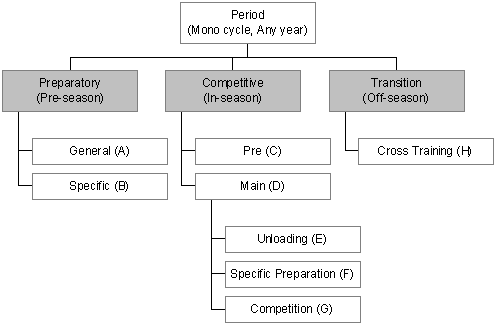 Period
(Mono cycle, Any year)
Preparatory
(Pre-season)
Competitive
(In-season)
Transition
(Off-season)
General (A)
Pre (C)
Cross Training (H)
Specific (B)
Main (D)
Unloading (E)
Specific Preparation (F)
Competition (G)